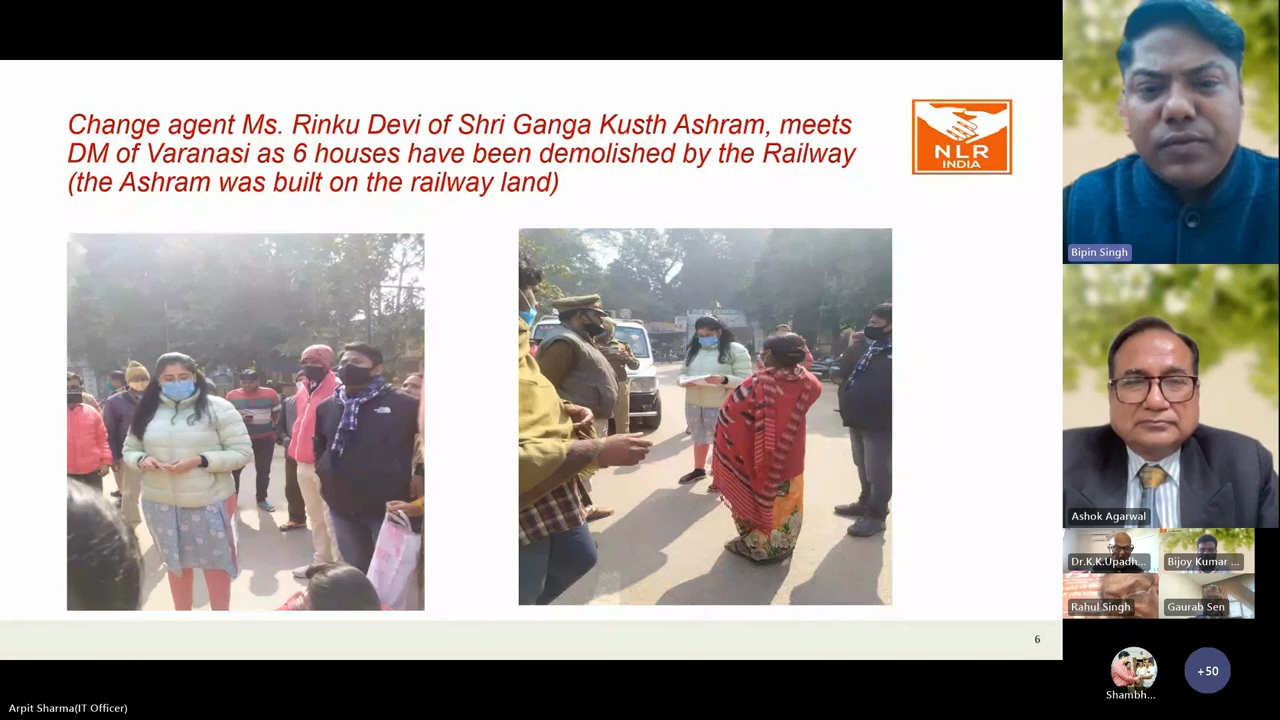 Change agent Ms. Rinku Devi of Shri Ganga Kusth Ashram, meets
DM of Varanasi as 6 houses have been demolished by the Railway
(the Ashram was built on the railway land)
NLR
INDIA
6
Bipin Singh
Ashok Agarwal
Dr.K.K.Upadh...
Bijoy Kumar ...
Rahul Singh
Gaurab Sen
Shambh...
+50
Arpit Sharma(IT Officer)